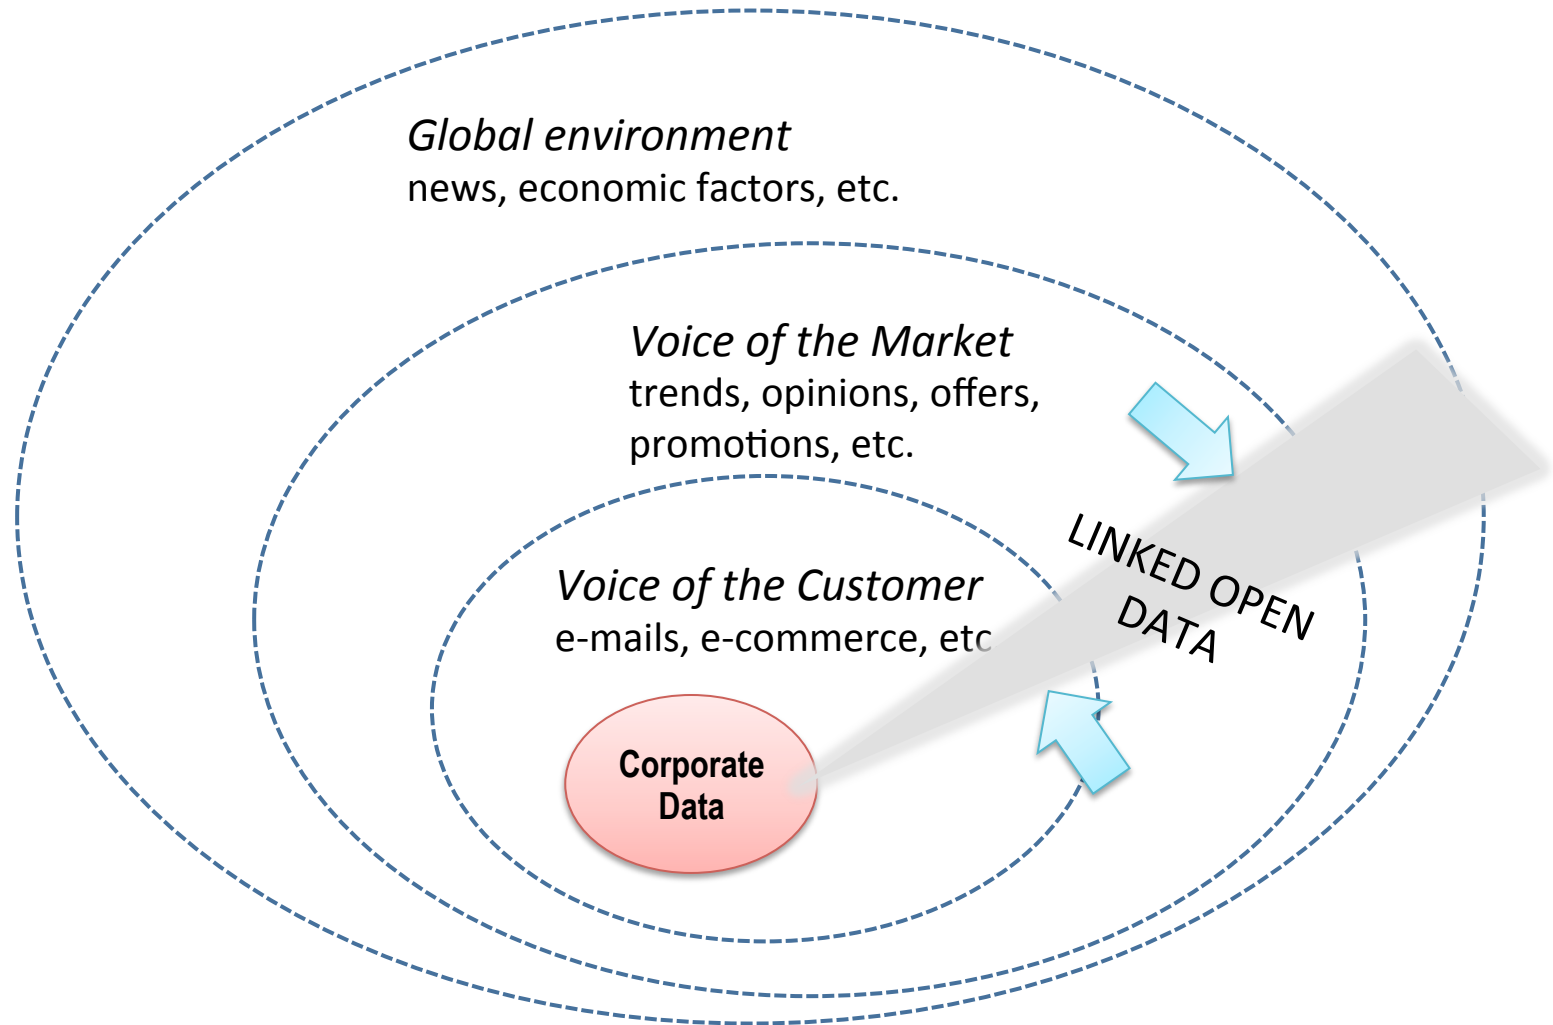 Global environment
news, economic factors, etc.
Voice of the Market
trends, opinions, offers,
promotions, etc.
Voice of the Customer
e-mails, e-commerce, etc
LINKED OPEN
DATA
Corporate
Data